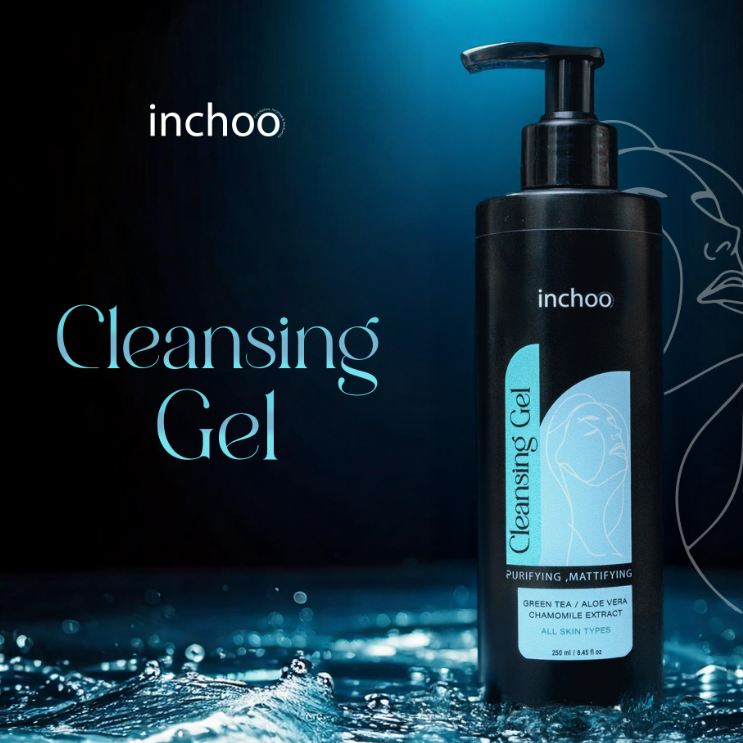 inchoo
Cleansing
Gel
inchoo
Cleansing Gel
PURIFYING ,MATTIFYING
GREEN TEA / ALOE VERA
CHAMOMILE EXTRACT
ALL SKIN TYPES
250 ml / 8.45 fl oz